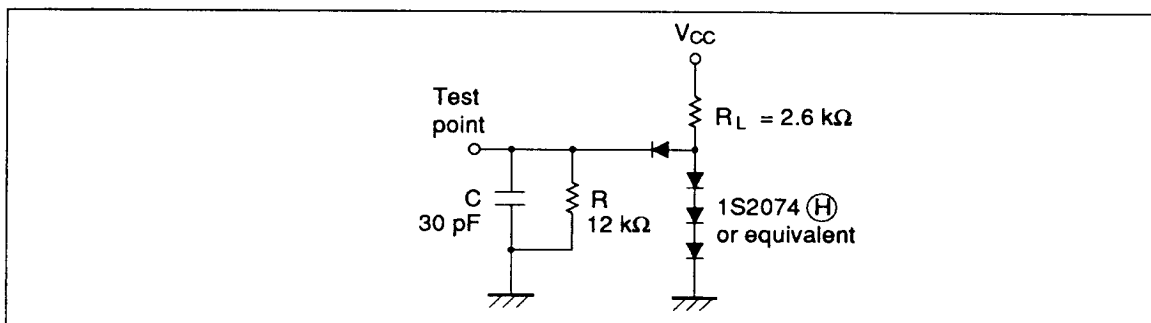 VCC
Test
point
RL = 2.6 kΩ
C
30 pF
R
12 kΩ
1S2074 Ⓗ
or equivalent